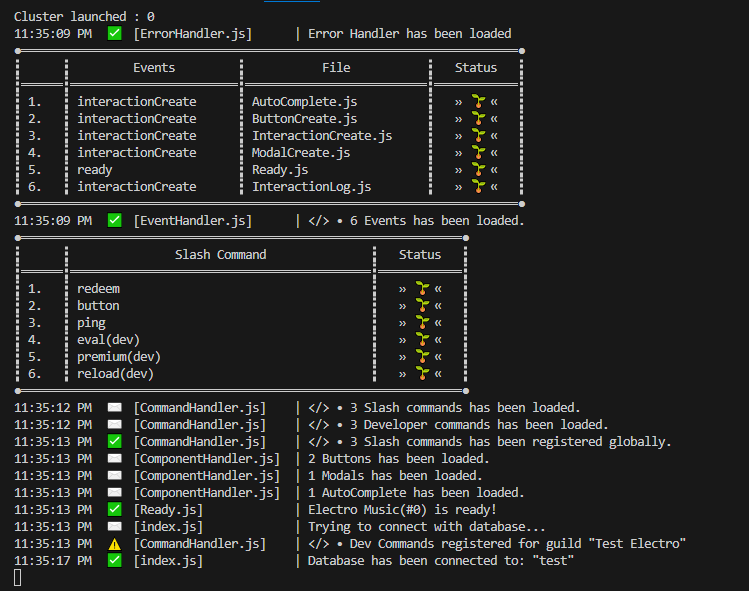 Cluster launched : 0
11:35:09 PM ✅ [ErrorHandler.js] | Error Handler has been loaded
Events File Status
1. interactionCreate AutoComplete.js » 🌱 «
2. interactionCreate ButtonCreate.js » 🌱 «
3. interactionCreate InteractionCreate.js » 🌱 «
4. interactionCreate ModalCreate.js » 🌱 «
5. ready Ready.js » 🌱 «
6. interactionCreate InteractionLog.js » 🌱 «
11:35:09 PM ✅ [EventHandler.js] | </> • 6 Events has been loaded.
Slash Command Status
1. redeem » 🌱 «
2. button » 🌱 «
3. ping » 🌱 «
4. eval(dev) » 🌱 «
5. premium(dev) » 🌱 «
6. reload(dev) » 🌱 «
11:35:12 PM ✉️ [CommandHandler.js] | </> • 3 Slash commands has been loaded.
11:35:12 PM ✉️ [CommandHandler.js] | </> • 3 Developer commands has been loaded.
11:35:13 PM ✅ [CommandHandler.js] | </> • 3 Slash commands has been registered globally.
11:35:13 PM ✉️ [ComponentHandler.js] | 2 Buttons has been loaded.
11:35:13 PM ✉️ [ComponentHandler.js] | 1 Modals has been loaded.
11:35:13 PM ✉️ [ComponentHandler.js] | 1 AutoComplete has been loaded.
11:35:13 PM ✅ [Ready.js] | Electro Music(#0) is ready!
11:35:13 PM ✉️ [index.js] | Trying to connect with database...
11:35:13 PM ⚠️ [CommandHandler.js] | </> • Dev Commands registered for guild "Test Electro"
11:35:17 PM ✅ [index.js] | Database has been connected to: "test"